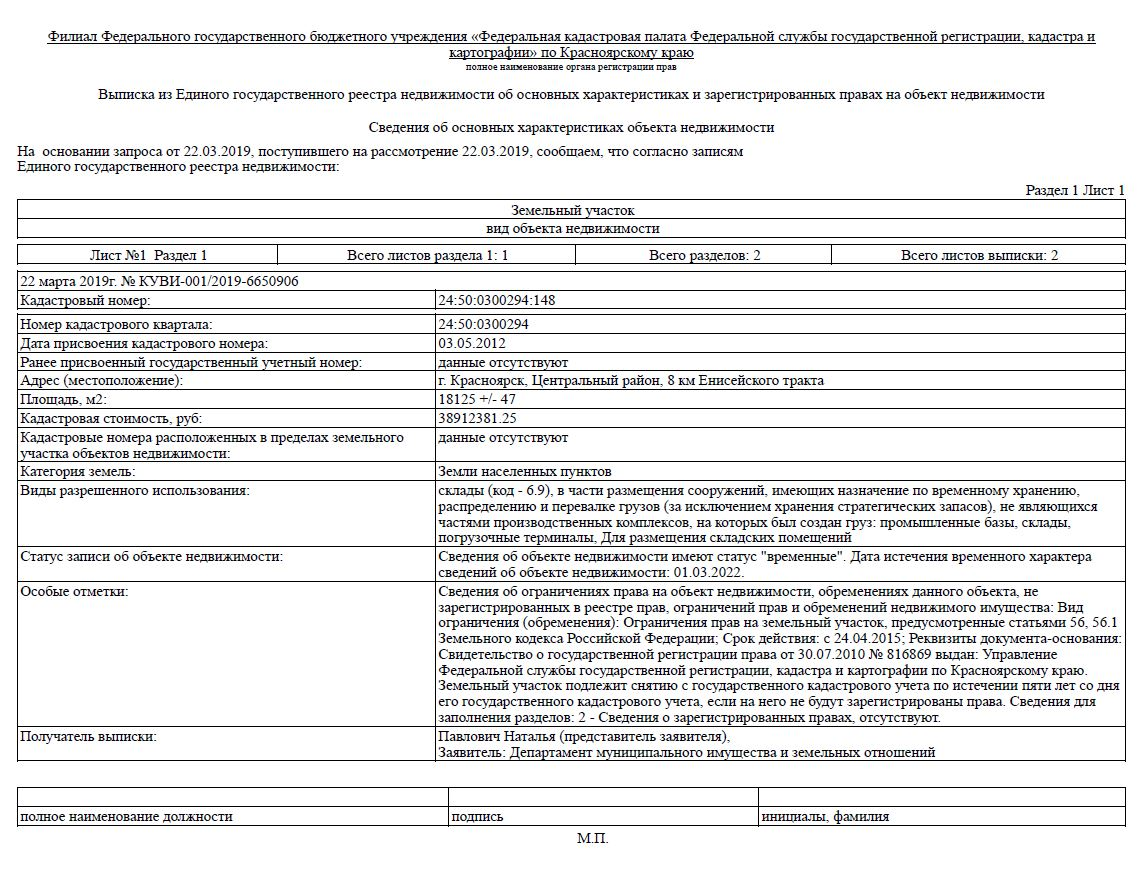 Филиал Федерального государственного бюджетного учреждения «Федеральная кадастровая палата Федеральной службы государственной регистрации, кадастра и
картографии» по Красноярскому краю
полное наименование органа регистрации прав
Выписка из Единого государственного реестра недвижимости об основных характеристиках и зарегистрированных правах на объект недвижимости
Сведения об основных характеристиках объекта недвижимости
На основании запроса от 22.03.2019, поступившего на рассмотрение 22.03.2019, сообщаем, что согласно записям
Единого государственного реестра недвижимости:
Раздел 1 Лист 1
Земельный участок
вид объекта недвижимости
Лист №1 Раздел 1 Всего листов раздела 1: 1 Всего разделов: 2 Всего листов выписки: 2
22 марта 2019г. № КУВИ-001/2019-6650906
Кадастровый номер: 24:50:0300294:148
Номер кадастрового квартала: 24:50:0300294
Дата присвоения кадастрового номера: 03.05.2012
Ранее присвоенный государственный учетный номер: данные отсутствуют
Адрес (местоположение): г. Красноярск, Центральный район, 8 км Енисейского тракта
Площадь, м2: 18125 +/- 47
Кадастровая стоимость, руб: 38912381.25
Кадастровые номера расположенных в пределах земельного данные отсутствуют
участка объектов недвижимости:
Категория земель: Земли населенных пунктов
Виды разрешенного использования: склады (код - 6.9), в части размещения сооружений, имеющих назначение по временному хранению,
распределению и перевалке грузов (за исключением хранения стратегических запасов), не являющихся
частями производственных комплексов, на которых был создан груз: промышленные базы, склады,
погрузочные терминалы, Для размещения складских помещений
Статус записи об объекте недвижимости: Сведения об объекте недвижимости имеют статус "временные". Дата истечения временного характера
сведений об объекте недвижимости: 01.03.2022.
Особые отметки: Сведения об ограничениях права на объект недвижимости, обременениях данного объекта, не
зарегистрированных в реестре прав, ограничений прав и обременений недвижимого имущества: Вид
ограничения (обременения): Ограничения прав на земельный участок, предусмотренные статьями 56, 56.1
Земельного кодекса Российской Федерации; Срок действия: с 24.04.2015; Реквизиты документа-основания:
Свидетельство о государственной регистрации права от 30.07.2010 № 816869 выдан: Управление
Федеральной службы государственной регистрации, кадастра и картографии по Красноярскому краю.
Земельный участок подлежит снятию с государственного кадастрового учета по истечении пяти лет со дня
его государственного кадастрового учета, если на него не будут зарегистрированы права. Сведения для
заполнения разделов: 2 - Сведения о зарегистрированных правах, отсутствуют.
Получатель выписки: Павлович Наталья (представитель заявителя),
Заявитель: Департамент муниципального имущества и земельных отношений
полное наименование должности подпись инициалы, фамилия
М.П.